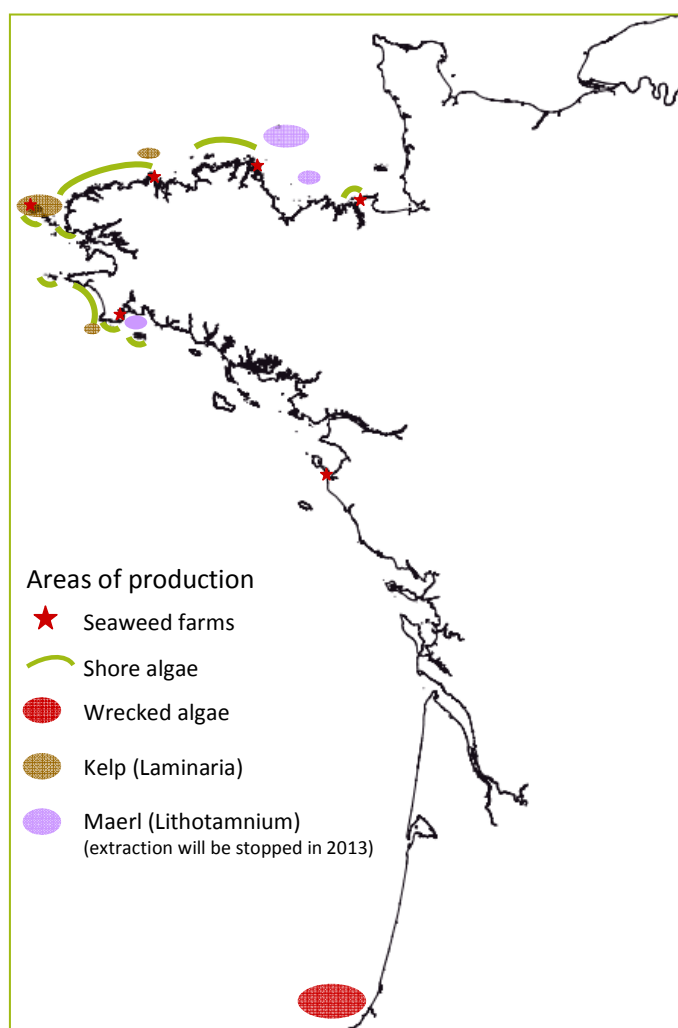 Areas of production
Seaweed farms
Shore algae
Wrecked algae
Kelp (Laminaria)
Maerl (Lithotamnium)
(extraction will be stopped in 2013)